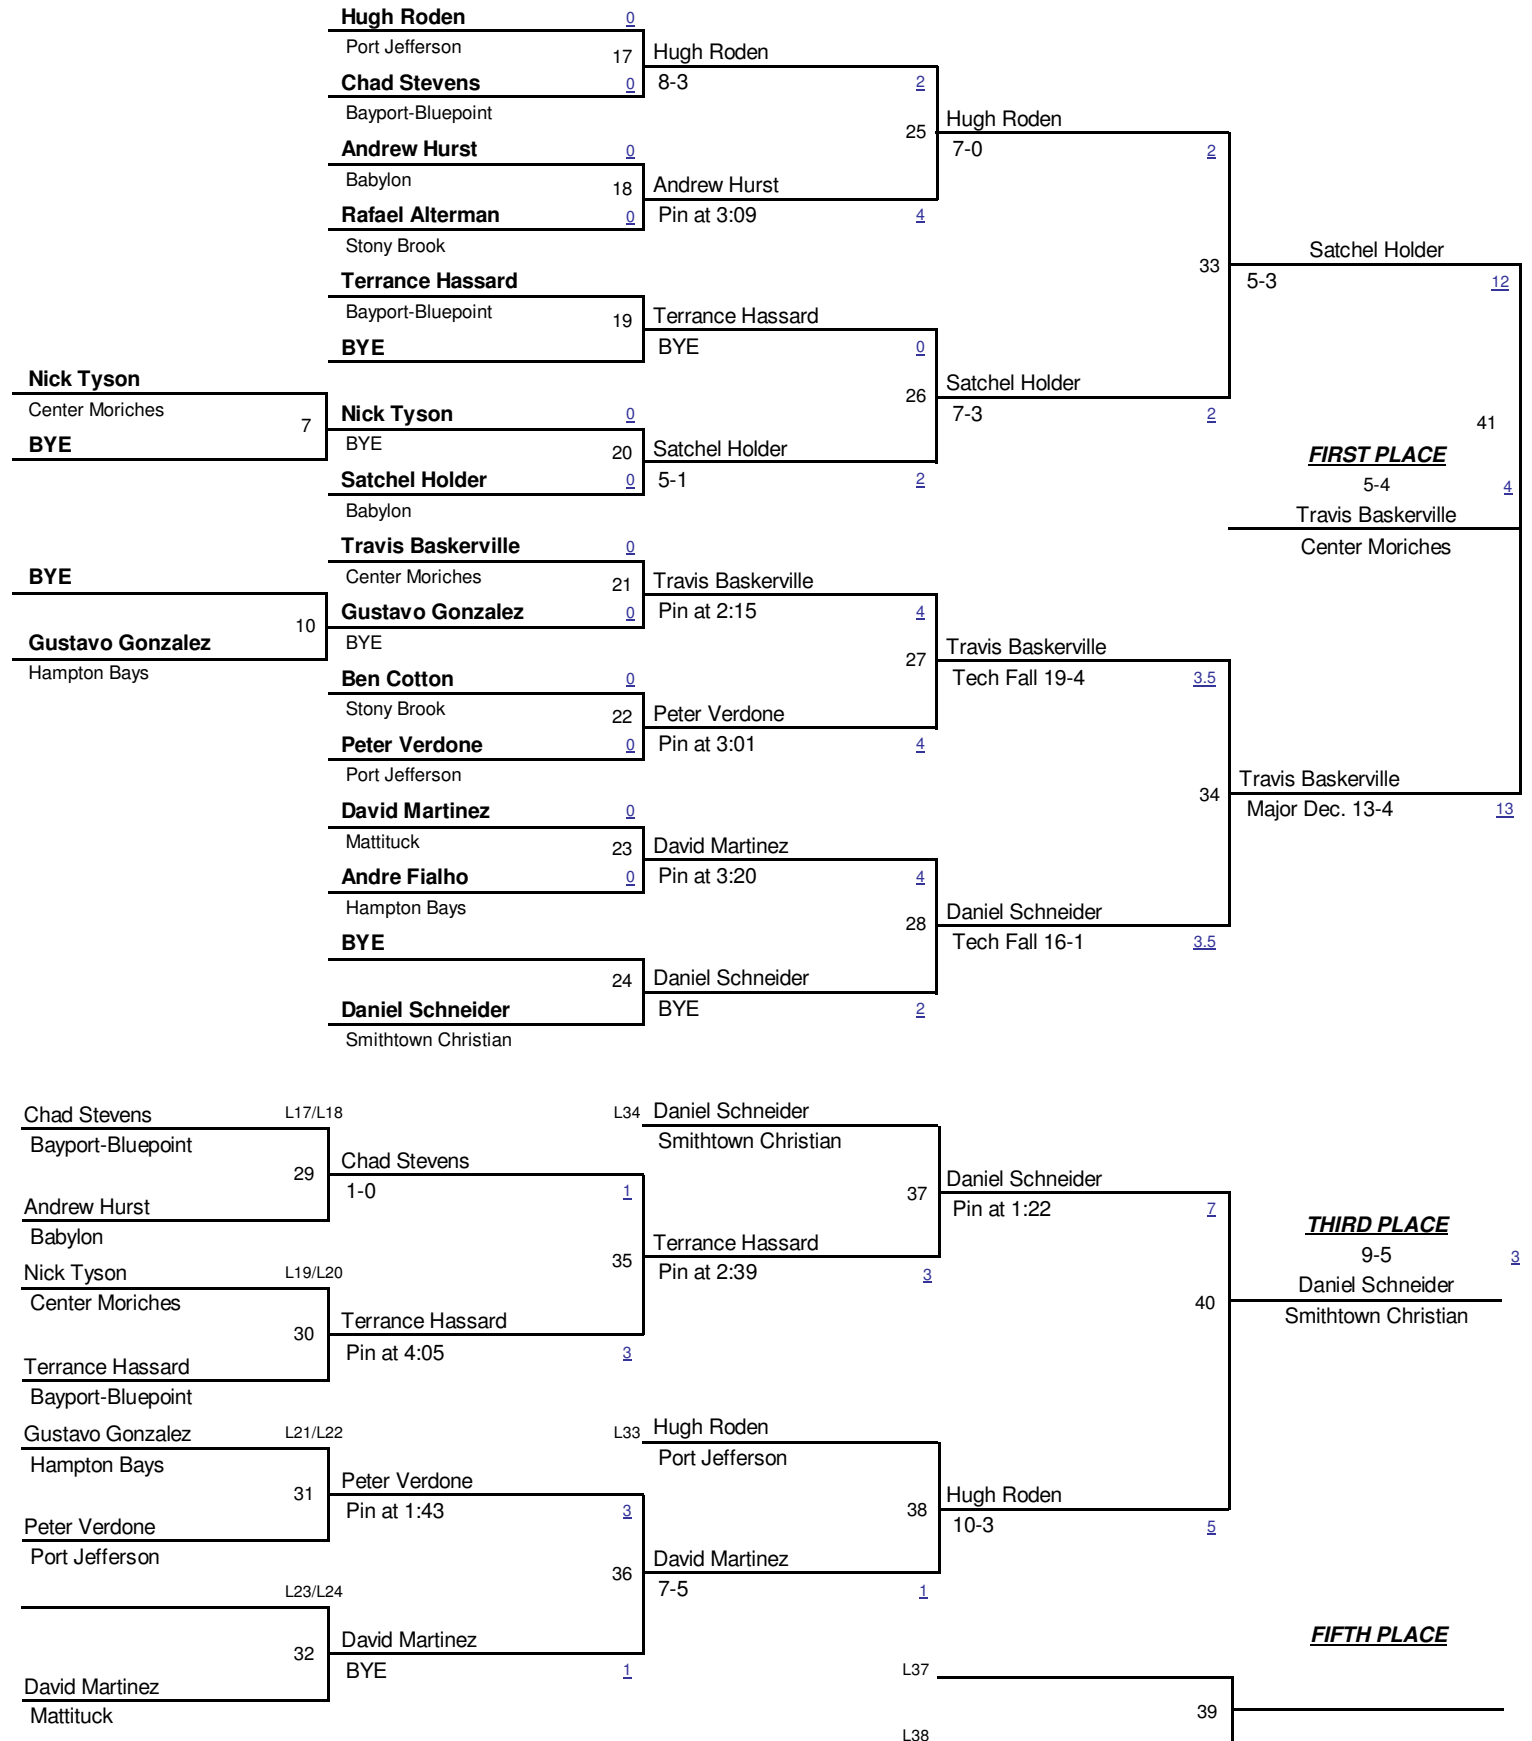 Hugh Roden 0
Port Jefferson
17 Hugh Roden
Chad Stevens 0 8-3 2
Bayport-Bluepoint
25 Hugh Roden
Andrew Hurst 0 7-0 2
Babylon
18 Andrew Hurst
Rafael Alterman 0 Pin at 3:09 4
Stony Brook
33 Satchel Holder
Terrance Hassard 5-3 12
Bayport-Bluepoint
19 Terrance Hassard
BYE BYE 0
Nick Tyson
26 Satchel Holder
Center Moriches
7 Nick Tyson 0 7-3 2
41
BYE BYE
20 Satchel Holder
FIRST PLACE
Satchel Holder 0 5-1 2
5-4 4
Babylon
Travis Baskerville
Travis Baskerville 0
Center Moriches
BYE Center Moriches
21 Travis Baskerville
Gustavo Gonzalez 0 Pin at 2:15 4
10
Gustavo Gonzalez BYE
27 Travis Baskerville
Hampton Bays
Ben Cotton 0 Tech Fall 19-4 3.5
Stony Brook
22 Peter Verdone
Peter Verdone 0 Pin at 3:01 4
Port Jefferson
34 Travis Baskerville
David Martinez 0 Major Dec. 13-4 13
Mattituck
23 David Martinez
Andre Fialho 0 Pin at 3:20 4
Hampton Bays
28 Daniel Schneider
BYE Tech Fall 16-1 3.5
24 Daniel Schneider
Daniel Schneider BYE 2
Smithtown Christian
Chad Stevens L17/L18 L34 Daniel Schneider
Bayport-Bluepoint Smithtown Christian
29 Chad Stevens
37 Daniel Schneider
1-0 1
Andrew Hurst Pin at 1:22 7
Babylon
THIRD PLACE
35 Terrance Hassard
9-5 3
Nick Tyson L19/L20 Pin at 2:39 3
Daniel Schneider
Center Moriches
40 Smithtown Christian
30 Terrance Hassard
Pin at 4:05 3
Terrance Hassard
Bayport-Bluepoint
Gustavo Gonzalez L21/L22 L33 Hugh Roden
Hampton Bays Port Jefferson
31 Peter Verdone
38 Hugh Roden
Pin at 1:43 3
Peter Verdone 10-3 5
Port Jefferson
36 David Martinez
L23/L24 7-5 1
32 David Martinez
FIFTH PLACE
BYE 1
L37
David Martinez
Mattituck
39
L38